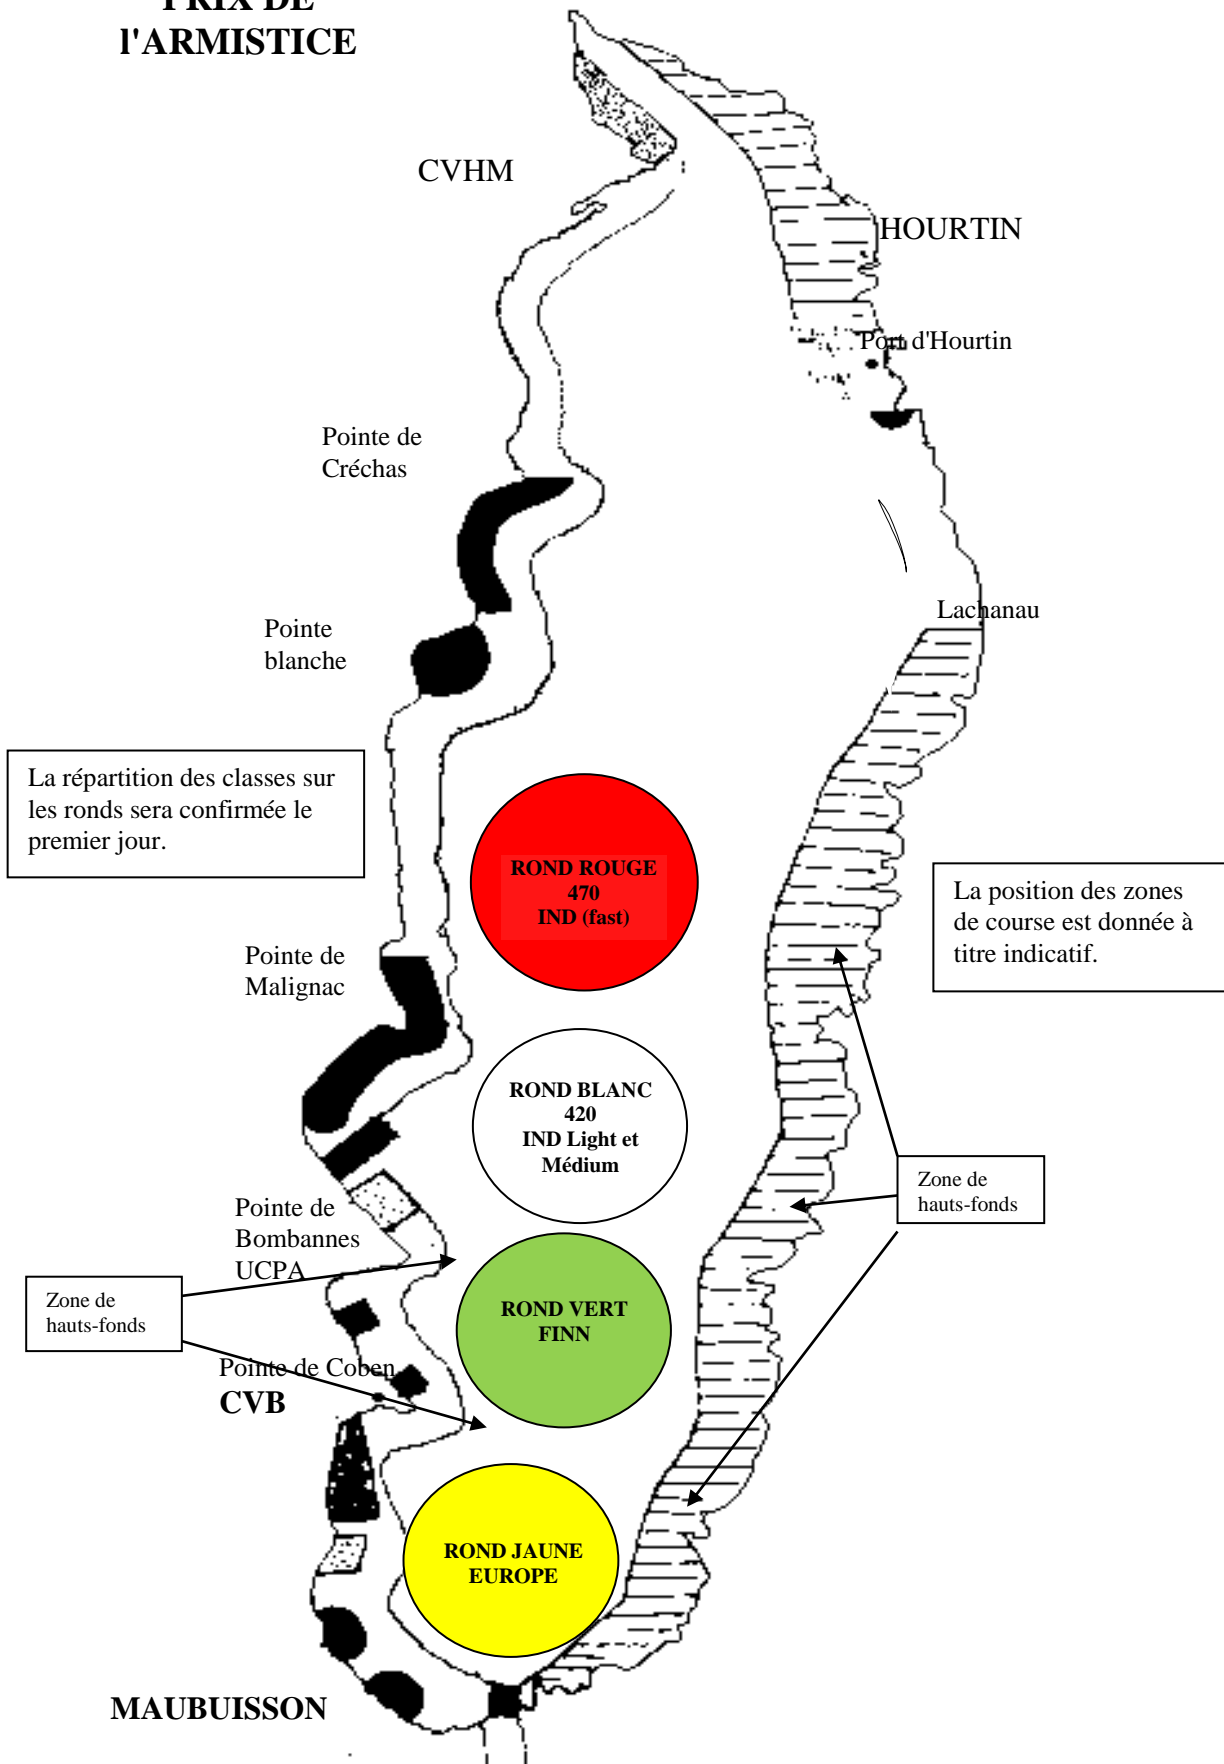 PRIX DE
l'ARMISTICE
CVHM
HOURTIN
Port d'Hourtin
Pointe de
Créchas
Lachanau
Pointe
blanche
La répartition des classes sur
les ronds sera confirmée le
premier jour.
ROND ROUGE
470
IND (fast)
La position des zones
de course est donnée à
titre indicatif.
Pointe de
Malignac
ROND BLANC
420
IND Light et
Médium
Zone de
hauts-fonds
Pointe de
Bombannes
UCPA
Zone de
hauts-fonds
ROND VERT
FINN
Pointe de Coben
CVB
ROND JAUNE
EUROPE
MAUBUISSON